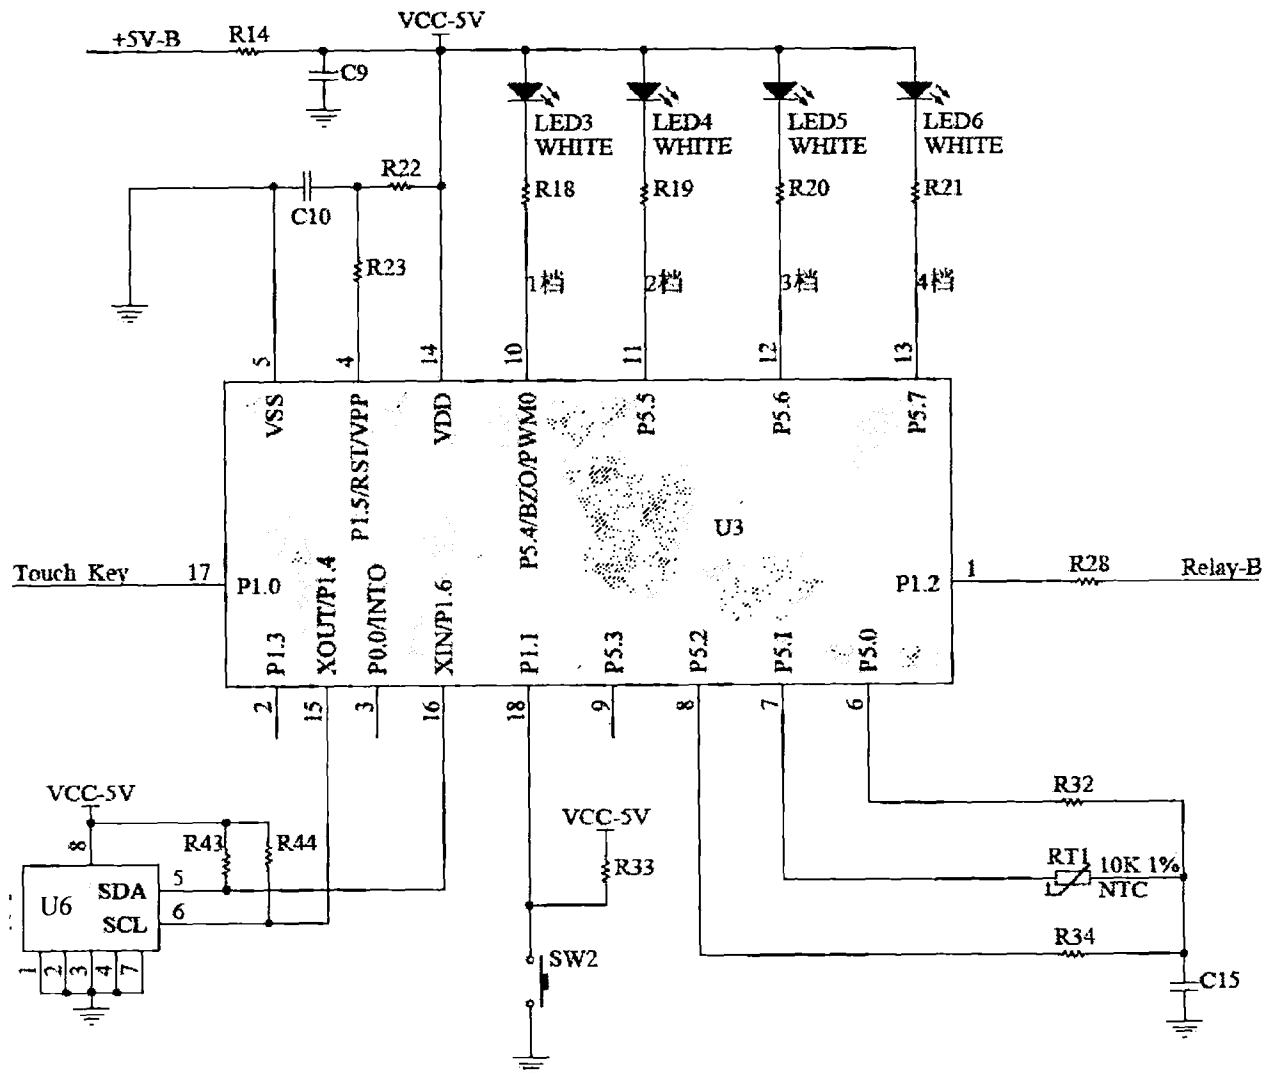 VCC-5V
+5V-B
R14
C9
LED3
WHITE
LED4
WHITE
LED5
WHITE
LED6
WHITE
R22
C10
R18
R19
R20
R21
R23
1档
2档
3档
4档
5
4
14
10
11
12
13
VSS
P1.5/RST/VPP
VDD
P5.4/BZO/PWM0
P5.5
P5.6
P5.7
U3
Touch Key
17
P1.0
P1.2
1
R28
Relay-B
P1.3
XOUT/P1.4
P0.0/INTO
XIN/P1.6
P1.1
P5.3
P5.2
P5.1
P5.0
2
15
3
16
18
9
8
7
6
VCC-5V
8
R43
R44
U6
SDA
5
SCL
6
1
2
3
4
7
VCC-5V
R33
SW2
R32
RT1
10K 1%
1
NTC
R34
C15